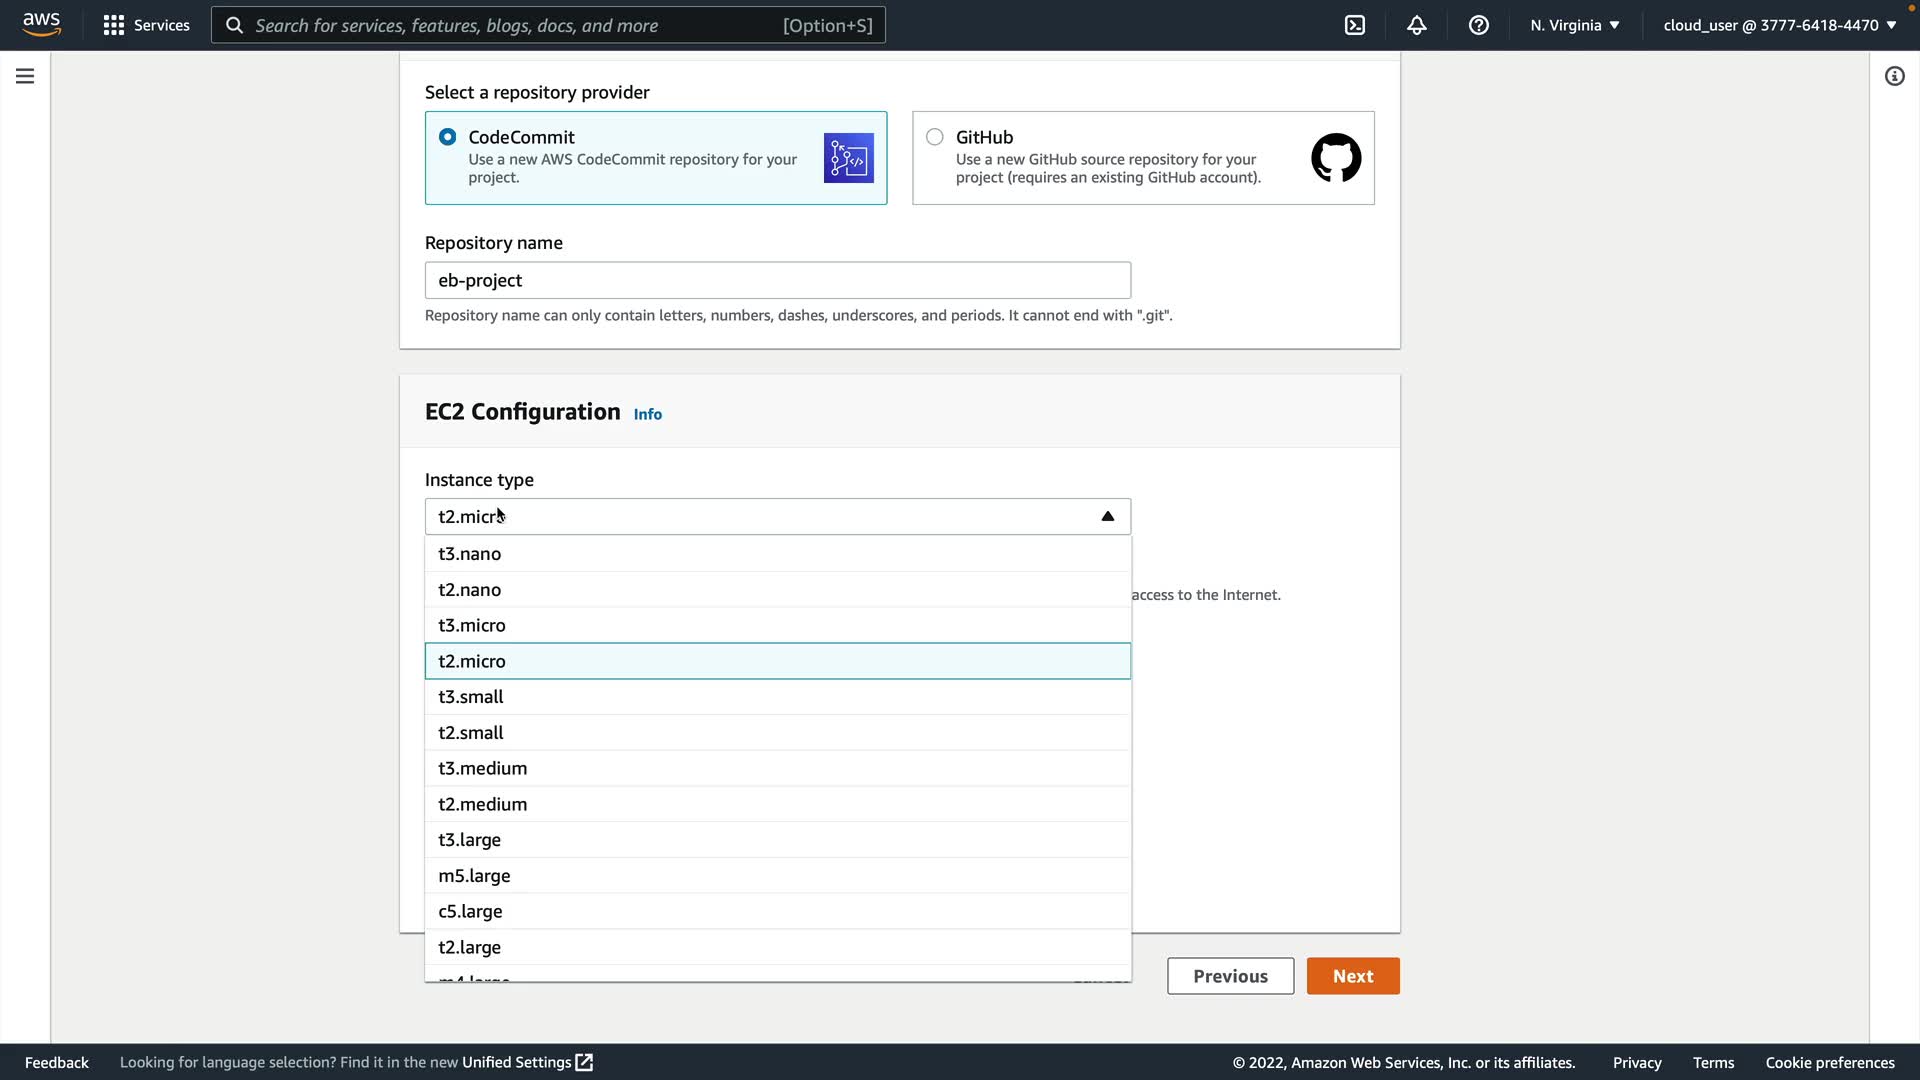 aws
Services
Search for services, features, blogs, docs, and more
[Option+S]
N. Virginia
cloud_user @ 3777-6418-4470
Select a repository provider
CodeCommit
Use a new AWS CodeCommit repository for your
project.
GitHub
Use a new GitHub source repository for your
project (requires an existing GitHub account).
Repository name
eb-project
Repository name can only contain letters, numbers, dashes, underscores, and periods. It cannot end with ".git".
EC2 Configuration Info
Instance type
t2.micro
t3.nano
t2.nano
access to the Internet.
t3.micro
t2.micro
t3.small
t2.small
t3.medium
t2.medium
t3.large
m5.large
c5.large
t2.large
m4.large
Previous
Next
Feedback
Looking for language selection? Find it in the new Unified Settings
© 2022, Amazon Web Services, Inc. or its affiliates.
Privacy
Terms
Cookie preferences